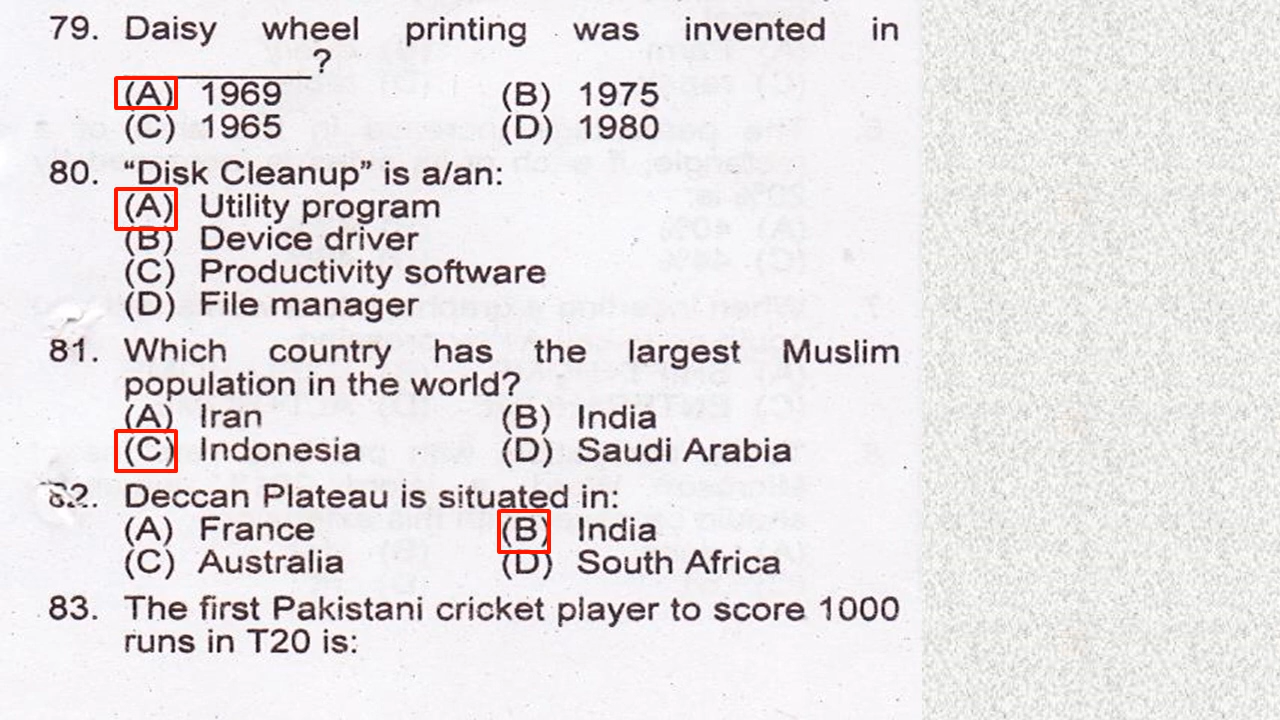 79. Daisy wheel printing was invented in
__________?
(A) 1969 (B) 1975
(C) 1965 (D) 1980
80. “Disk Cleanup” is a/an:
(A) Utility program
(B) Device driver
(C) Productivity software
(D) File manager
81. Which country has the largest Muslim
population in the world?
(A) Iran (B) India
(C) Indonesia (D) Saudi Arabia
82. Deccan Plateau is situated in:
(A) France (B) India
(C) Australia (D) South Africa
83. The first Pakistani cricket player to score 1000
runs in T20 is: